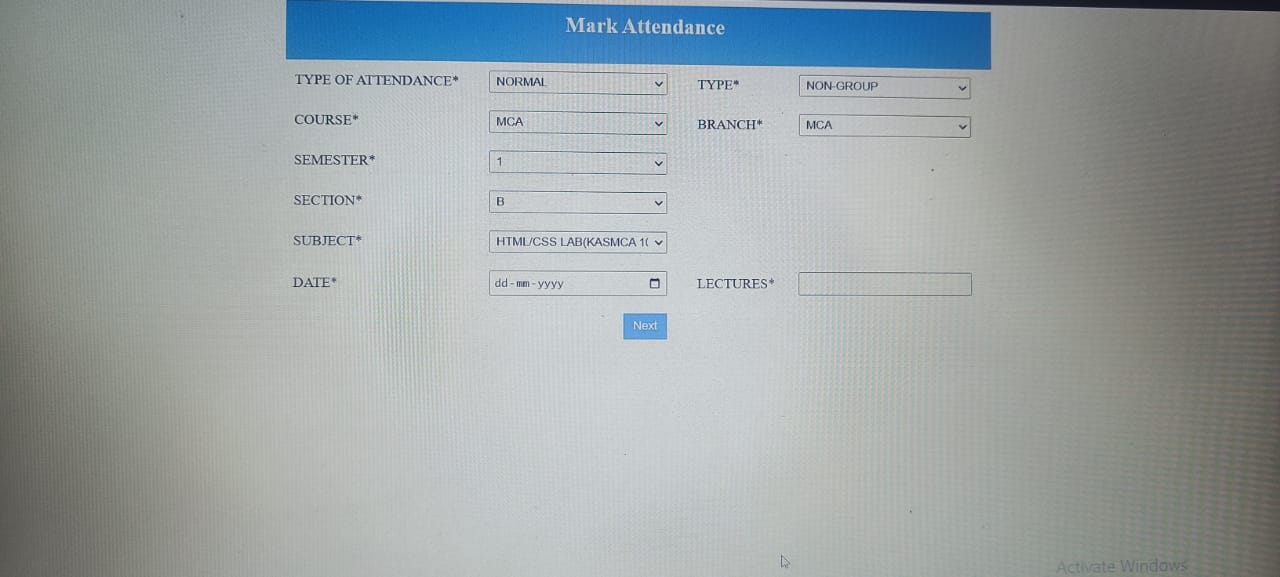 Mark Attendance
TYPE OF ATTENDANCE* NORMAL TYPE* NON-GROUP
COURSE* MCA BRANCH* MCA
SEMESTER* 1
SECTION* B
SUBJECT* HTML/CSS LAB(KASMCA 10
DATE* dd-mm-yyyy LECTURES*
Next
Activate Windows